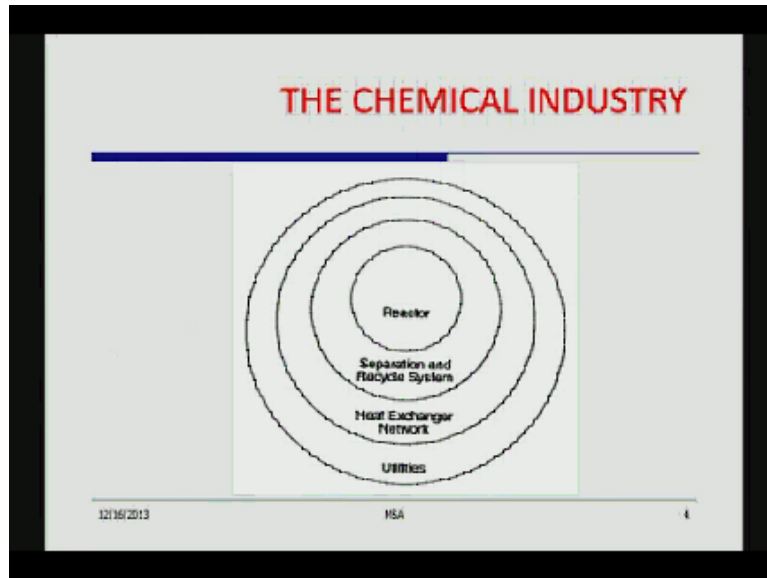 THE CHEMICAL INDUSTRY
Reactor
Separation and
Recycle System
Heat Exchanger
Network
Utilities
12/16/2013
MSA
4